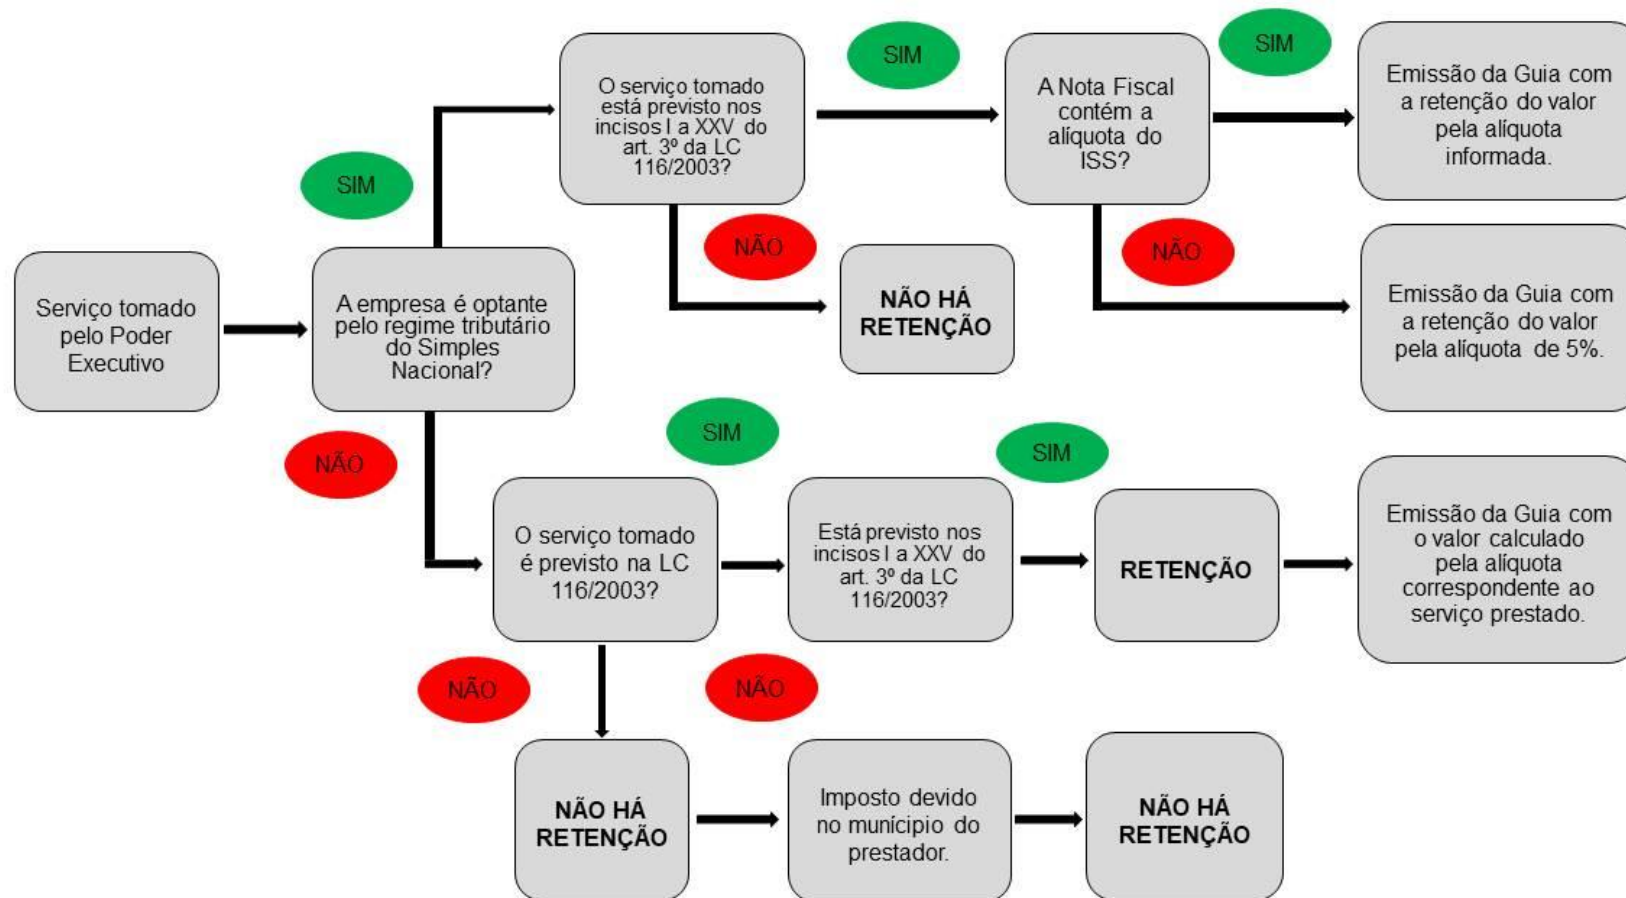 Serviço tomado
pelo Poder
Executivo
A empresa é optante
pelo regime tributário
do Simples
Nacional?
SIM
O serviço tomado
está previsto nos
incisos I a XXV do
art. 3º da LC
116/2003?
SIM
A Nota Fiscal
contém a
alíquota do
ISS?
SIM
Emissão da Guia com
a retenção do valor
pela alíquota
informada.
NÃO
NÃO HÁ
RETENÇÃO
NÃO
Emissão da Guia com
a retenção do valor
pela alíquota de 5%.
NÃO
O serviço tomado
é previsto na LC
116/2003?
SIM
Está previsto nos
incisos I a XXV do
art. 3º da LC
116/2003?
SIM
RETENÇÃO
Emissão da Guia com
o valor calculado
pela alíquota
correspondente ao
serviço prestado.
NÃO
NÃO HÁ
RETENÇÃO
NÃO
Imposto devido
no munícipio do
prestador.
NÃO HÁ
RETENÇÃO